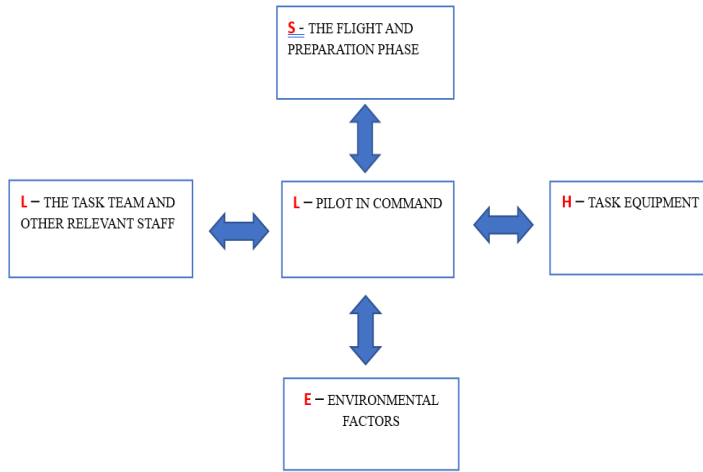 S - THE FLIGHT AND
PREPARATION PHASE
L – THE TASK TEAM AND
OTHER RELEVANT STAFF
L – PILOT IN COMMAND
H – TASK EQUIPMENT
E – ENVIRONMENTAL
FACTORS